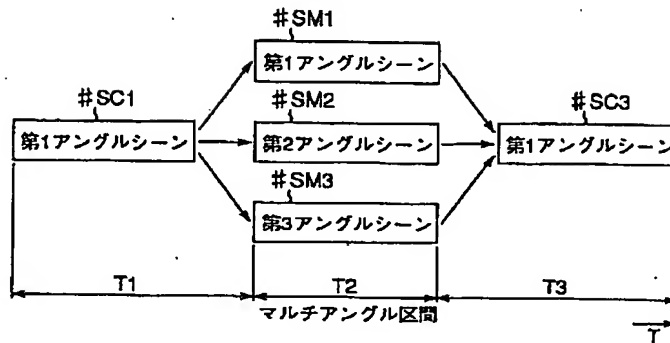 #SM1
第1アングルシーン
#SC1
#SM2
#SC3
第1アングルシーン
第2アングルシーン
第1アングルシーン
#SM3
第3アングルシーン
T1
T2
T3
マルチアングル区間
T